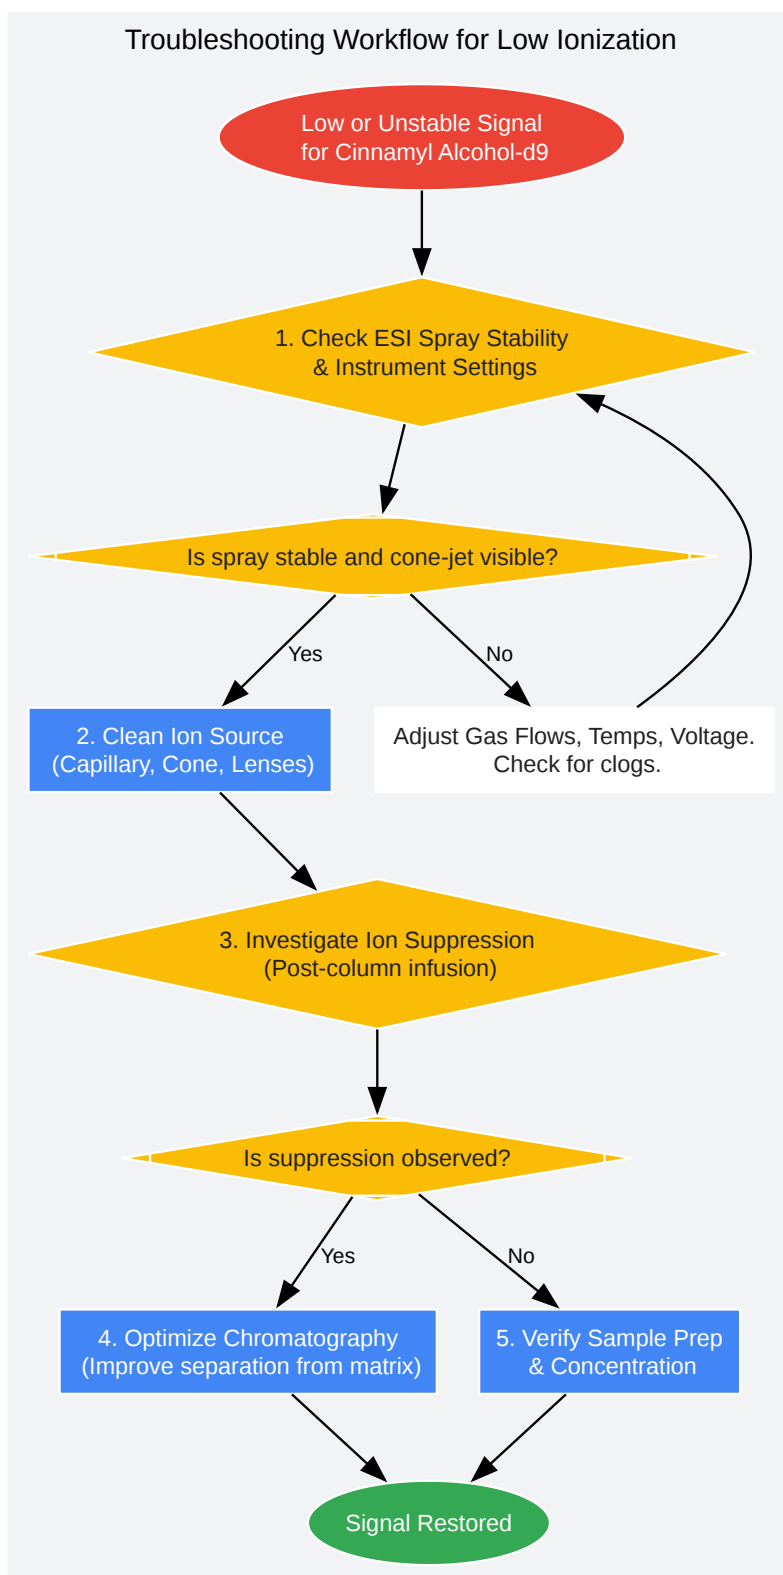 Troubleshooting Workflow for Low Ionization
Low or Unstable Signal
for Cinnamyl Alcohol-d9
1. Check ESI Spray Stability
& Instrument Settings
Is spray stable and cone-jet visible?
Yes
No
2. Clean Ion Source
(Capillary, Cone, Lenses)
Adjust Gas Flows, Temps, Voltage.
Check for clogs.
3. Investigate Ion Suppression
(Post-column infusion)
Is suppression observed?
Yes
No
4. Optimize Chromatography
(Improve separation from matrix)
5. Verify Sample Prep
& Concentration
Signal Restored